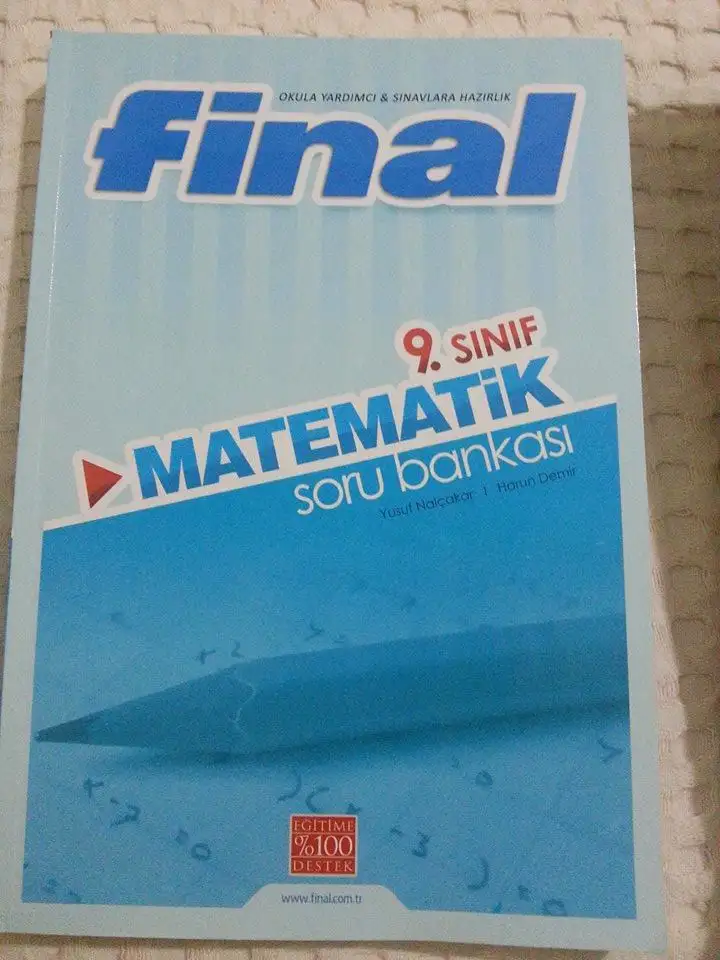 OKULA YARDIMCI & SINAVLARA HAZIRLIK
final
9. SINIF
MATEMATİK
soru bankası
Yusuf Nalçakar | Harun Demir
EĞİTİME
%100
DESTEK
www.final.com.tr